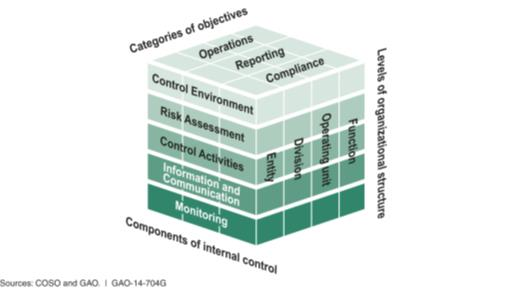 Categories of objectives
Operations
Reporting
Compliance
Control Environment
Risk Assessment
Control Activities
Information and
Communication
Monitoring
Components of internal control
Entity
Division
Operating unit
Function
Levels of organizational structure
Sources: COSO and GAO. | GAO-14-704G